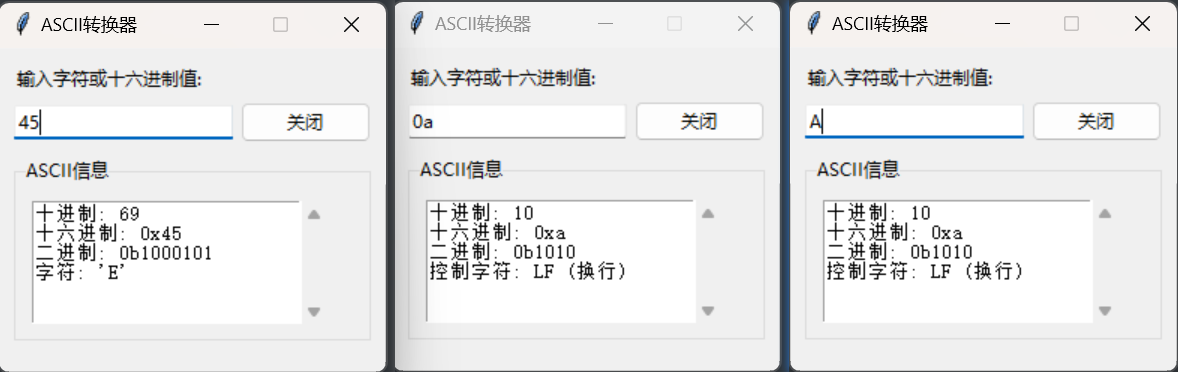 ASCII转换器
输入字符或十六进制值:
45
关闭
ASCII信息
十进制: 69
十六进制: 0x45
二进制: 0b1000101
字符: 'E'
ASCII转换器
输入字符或十六进制值:
0a
关闭
ASCII信息
十进制: 10
十六进制: 0xa
二进制: 0b1010
控制字符: LF (换行)
ASCII转换器
输入字符或十六进制值:
A
关闭
ASCII信息
十进制: 10
十六进制: 0xa
二进制: 0b1010
控制字符: LF (换行)